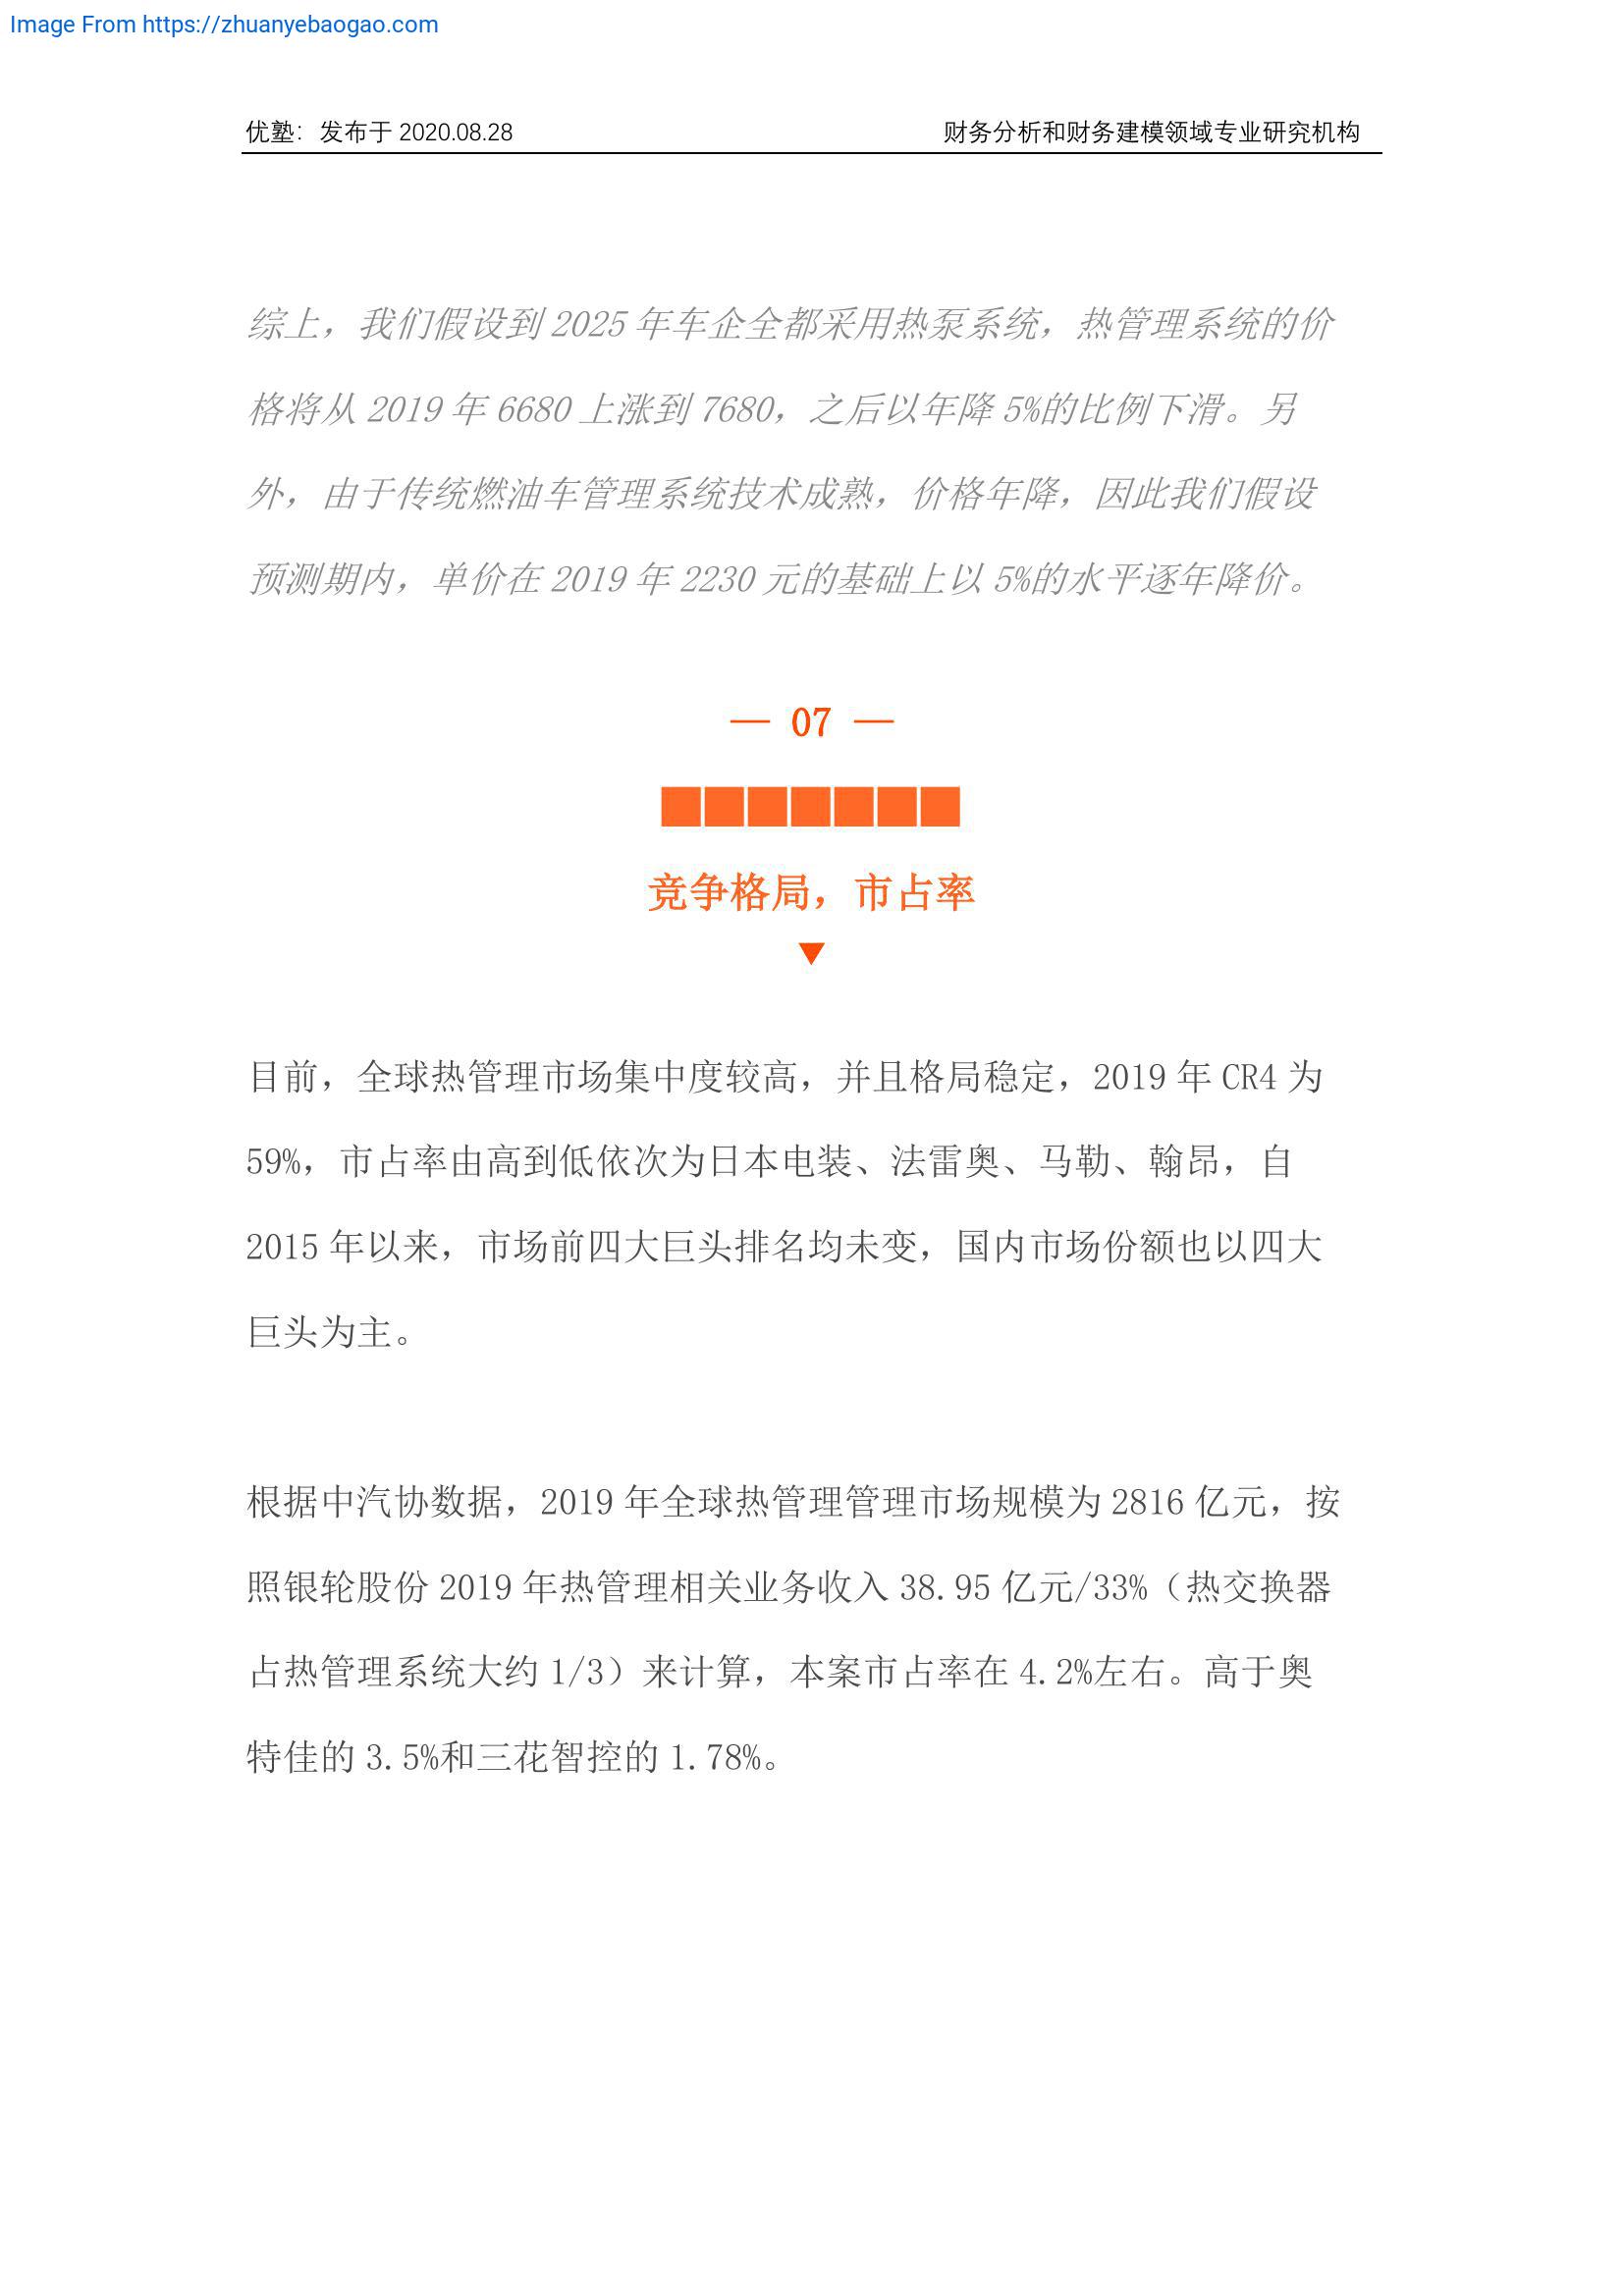 Image From https://zhuanyebaogao.com
优塾：发布于 2020.08.28 财务分析和财务建模领域专业研究机构
综上，我们假设到 2025 年车企全都采用热泵系统，热管理系统的价
格将从 2019 年 6680 上涨到 7680，之后以年降 5%的比例下滑。另
外，由于传统燃油车管理系统技术成熟，价格年降，因此我们假设
预测期内，单价在 2019 年 2230 元的基础上以 5%的水平逐年降价。
— 07 —
■■■■■■■
竞争格局，市占率
▼
目前，全球热管理市场集中度较高，并且格局稳定，2019 年 CR4 为
59%，市占率由高到低依次为日本电装、法雷奥、马勒、翰昂，自
2015 年以来，市场前四大巨头排名均未变，国内市场份额也以四大
巨头为主。
根据中汽协数据，2019 年全球热管理管理市场规模为 2816 亿元，按
照银轮股份 2019 年热管理相关业务收入 38.95 亿元/33%（热交换器
占热管理系统大约 1/3）来计算，本案市占率在 4.2%左右。高于奥
特佳的 3.5%和三花智控的 1.78%。